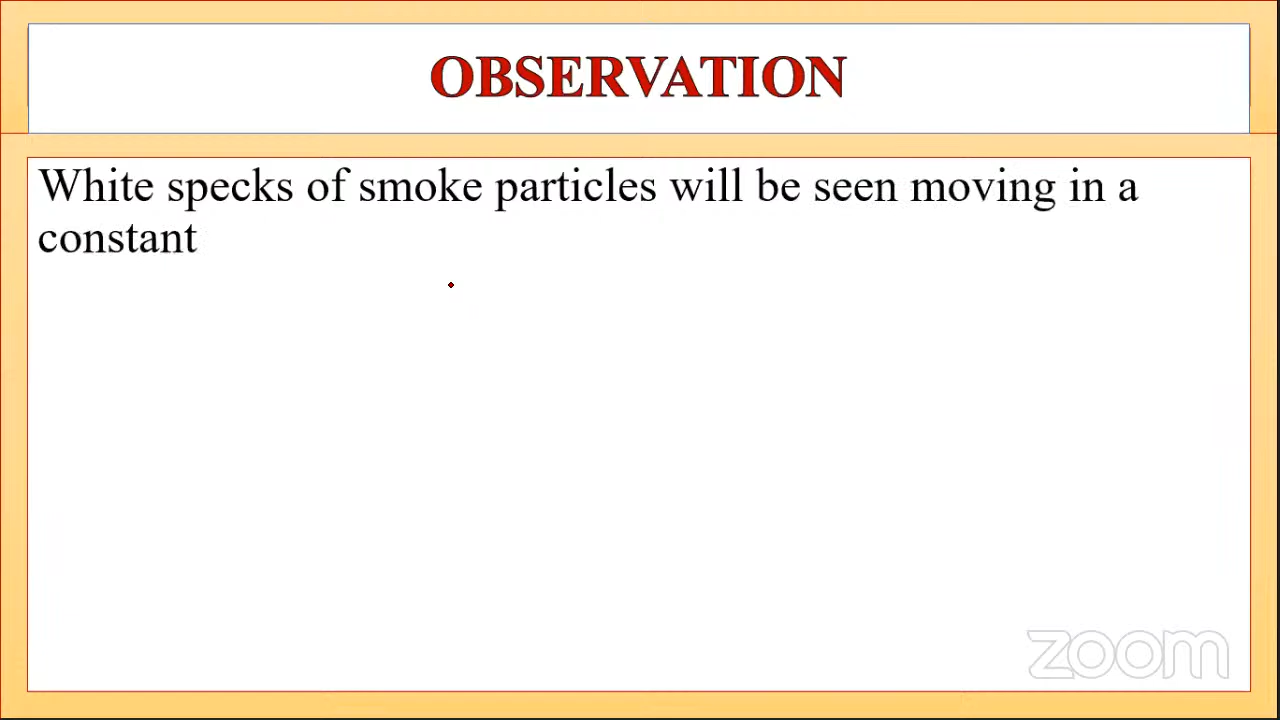 OBSERVATION
White specks of smoke particles will be seen moving in a
constant
zoom